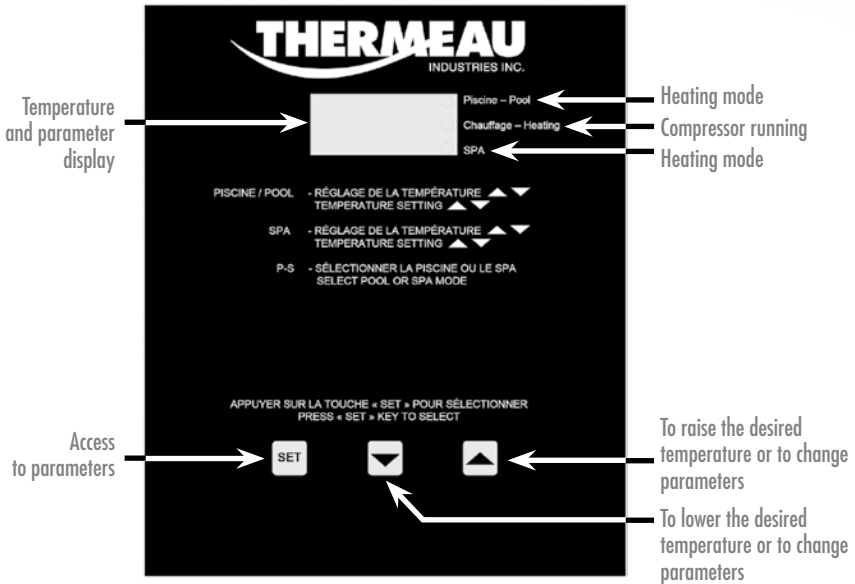 THERMEAU
INDUSTRIES INC.
Temperature
and parameter
display
Piscine – Pool
Chauffage – Heating
SPA
Heating mode
Compressor running
Heating mode
PISCINE / POOL - RÉGLAGE DE LA TEMPÉRATURE ▲ ▼
TEMPERATURE SETTING ▲ ▼
SPA - RÉGLAGE DE LA TEMPÉRATURE ▲ ▼
TEMPERATURE SETTING ▲ ▼
P-S - SÉLECTIONNER LA PISCINE OU LE SPA
SELECT POOL OR SPA MODE
APPUYER SUR LA TOUCHE « SET » POUR SÉLECTIONNER
PRESS « SET » KEY TO SELECT
Access
to parameters
SET
To raise the desired
temperature or to change
parameters
To lower the desired
temperature or to change
parameters